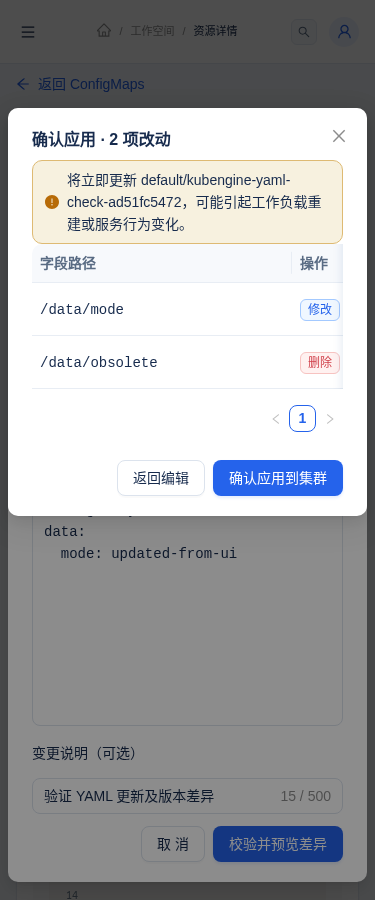 / 工作空间 / 资源详情
返回 ConfigMaps
确认应用 · 2 项改动
将立即更新 default/kubengine-yaml-
check-ad51fc5472，可能引起工作负载重
建或服务行为变化。
字段路径 操作
/data/mode 修改
/data/obsolete 删除
1
返回编辑 确认应用到集群
data:
  mode: updated-from-ui
变更说明（可选）
验证 YAML 更新及版本差异 15 / 500
取 消 校验并预览差异
14